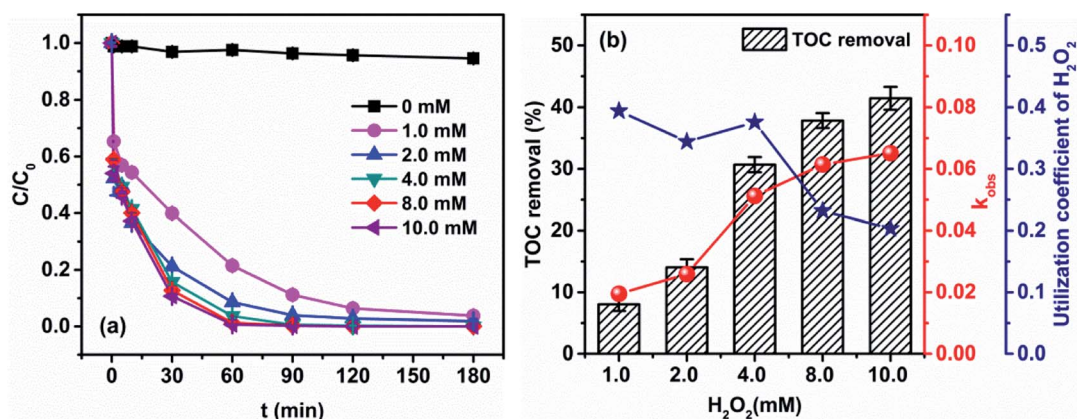 1.0
0.8
0.6
0.4
0.2
0.0
C/C₀
0 mM
1.0 mM
2.0 mM
4.0 mM
8.0 mM
10.0 mM
(a)
0 30 60 90 120 150 180
t (min)
(b)
TOC removal
50
40
30
20
10
0
TOC removal (%)
1.0 2.0 4.0 8.0 10.0
H₂O₂(mM)
0.10
0.08
0.06
0.04
0.02
0.00
k_obs
0.5
0.4
0.3
0.2
0.1
0.0
Utilization coefficient of H₂O₂